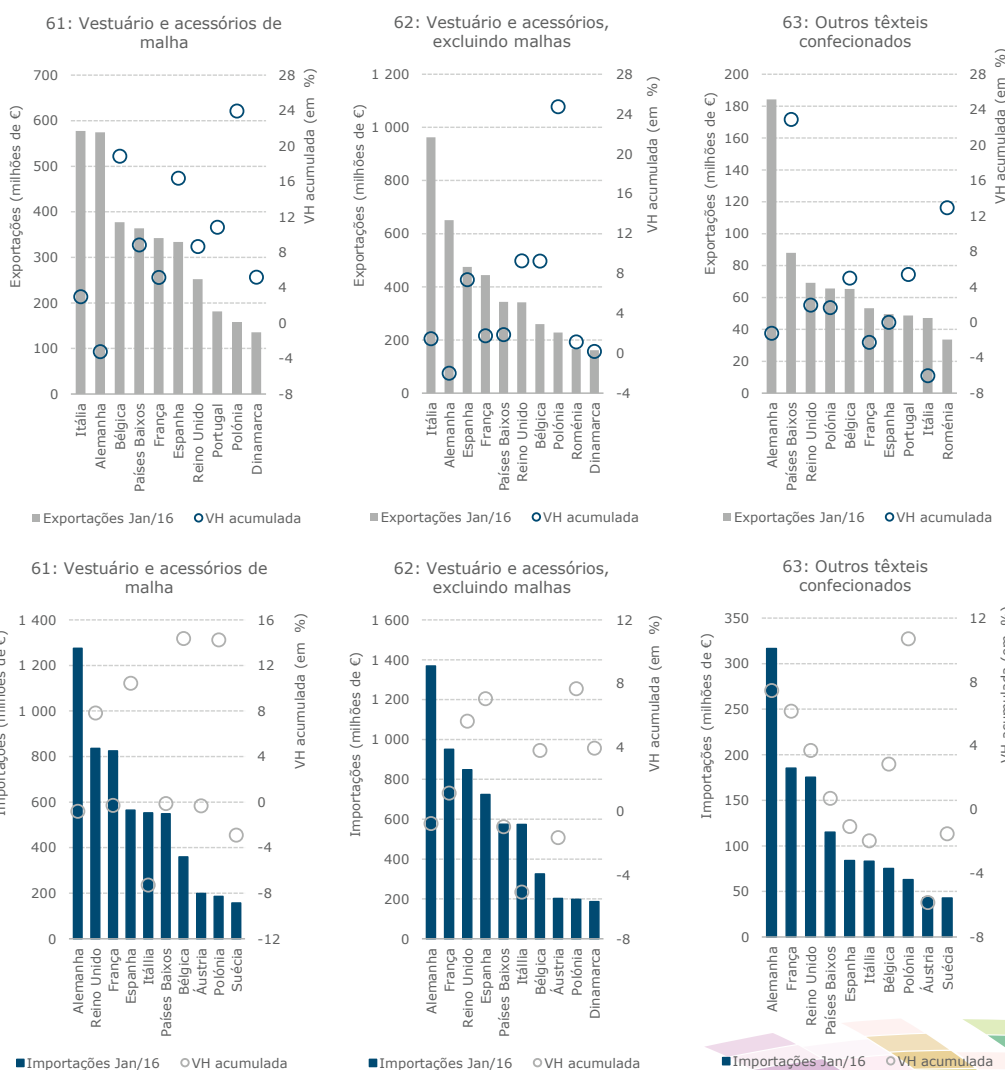 61: Vestuário e acessórios de
malha
Exportações (milhões de €)
700
600
500
400
300
200
100
0
28
24
20
16
12
8
4
0
-4
-8
VH acumulada (em %)
Itália
Alemanha
Bélgica
Países Baixos
França
Espanha
Reino Unido
Portugal
Polónia
Dinamarca
Exportações Jan/16 VH acumulada
62: Vestuário e acessórios,
excluindo malhas
Exportações (milhões de €)
1 200
1 000
800
600
400
200
0
28
24
20
16
12
8
4
0
-4
VH acumulada (em %)
Itália
Alemanha
Espanha
França
Países Baixos
Reino Unido
Bélgica
Polónia
Roménia
Dinamarca
Exportações Jan/16 VH acumulada
63: Outros têxteis
confecionados
Exportações (milhões de €)
200
180
160
140
120
100
80
60
40
20
0
28
24
20
16
12
8
4
0
-4
-8
VH acumulada (em %)
Alemanha
Países Baixos
Reino Unido
Polónia
Bélgica
França
Espanha
Portugal
Itália
Roménia
Exportações Jan/16 VH acumulada
61: Vestuário e acessórios de
malha
Importações (milhões de €)
1 400
1 200
1 000
800
600
400
200
0
16
12
8
4
0
-4
-8
-12
VH acumulada (em %)
Alemanha
Reino Unido
França
Espanha
Itállia
Países Baixos
Bélgica
Áustria
Polónia
Suécia
Importações Jan/16 VH acumulada
62: Vestuário e acessórios,
excluindo malhas
Importações (milhões de €)
1 600
1 400
1 200
1 000
800
600
400
200
0
12
8
4
0
-4
-8
VH acumulada (em %)
Alemanha
França
Reino Unido
Espanha
Países Baixos
Itállia
Bélgica
Áustria
Polónia
Dinamarca
Importações Jan/16 VH acumulada
63: Outros têxteis
confecionados
Importações (milhões de €)
350
300
250
200
150
100
50
0
12
8
4
0
-4
-8
VH acumulada (em %)
Alemanha
França
Reino Unido
Países Baixos
Espanha
Itállia
Bélgica
Polónia
Áustria
Suécia
Importações Jan/16 VH acumulada